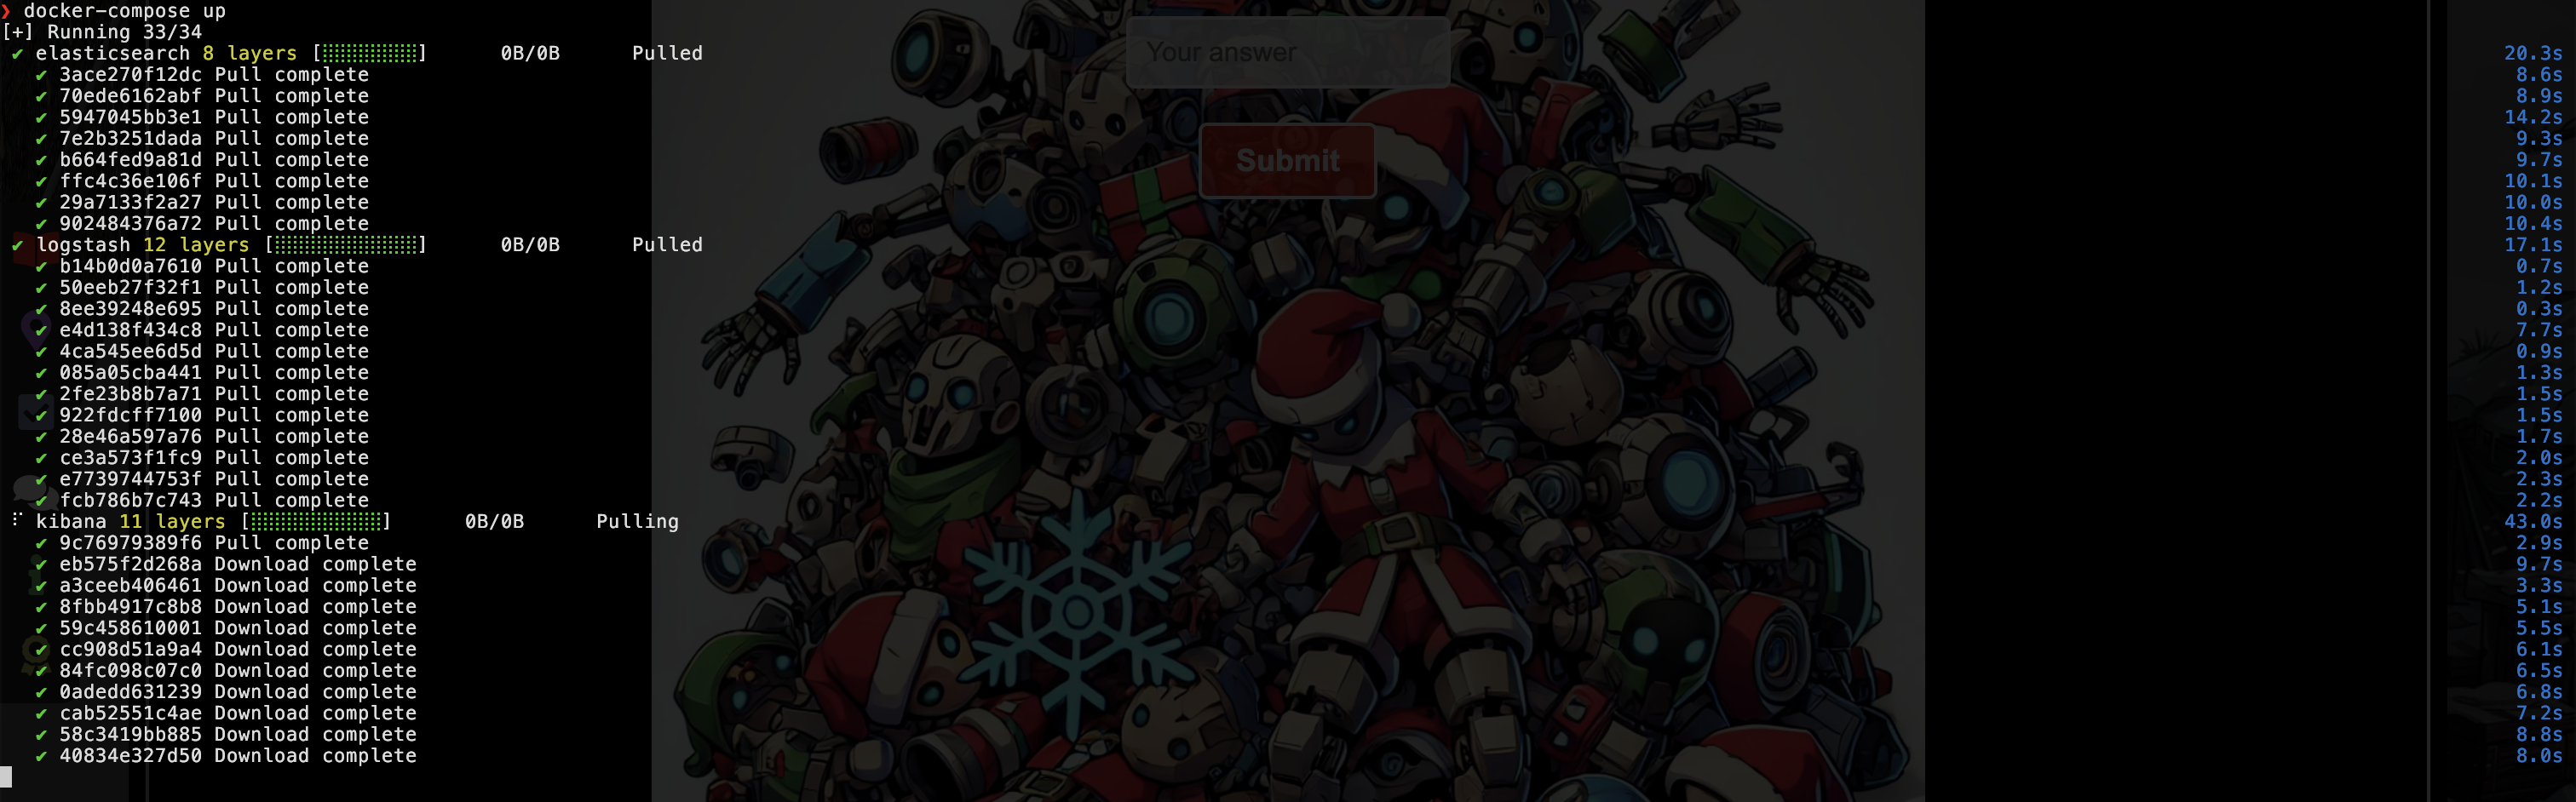 ❯ docker-compose up
[+] Running 33/34
✔ elasticsearch 8 layers [⣿⣿⣿⣿⣿⣿⣿⣿] 0B/0B Pulled 20.3s
✔ 3ace270f12dc Pull complete 8.6s
✔ 70ede6162abf Pull complete 8.9s
✔ 5947045bb3e1 Pull complete 14.2s
✔ 7e2b3251dada Pull complete 9.3s
✔ b664fed9a81d Pull complete 9.7s
✔ ffc4c36e106f Pull complete 10.1s
✔ 29a7133f2a27 Pull complete 10.0s
✔ 902484376a72 Pull complete 10.4s
✔ logstash 12 layers [⣿⣿⣿⣿⣿⣿⣿⣿⣿⣿⣿⣿] 0B/0B Pulled 17.1s
✔ b14b0d0a7610 Pull complete 0.7s
✔ 50eeb27f32f1 Pull complete 1.2s
✔ 8ee39248e695 Pull complete 0.3s
✔ e4d138f434c8 Pull complete 7.7s
✔ 4ca545ee6d5d Pull complete 0.9s
✔ 085a05cba441 Pull complete 1.3s
✔ 2fe23b8b7a71 Pull complete 1.5s
✔ 922fdcff7100 Pull complete 1.5s
✔ 28e46a597a76 Pull complete 1.7s
✔ ce3a573f1fc9 Pull complete 2.0s
✔ e7739744753f Pull complete 2.3s
✔ fcb786b7c743 Pull complete 2.2s
⠏ kibana 11 layers [⣿⣿⣿⣿⣿⣿⣿⣿⣿⣿⣿] 0B/0B Pulling 43.0s
✔ 9c76979389f6 Pull complete 2.9s
✔ eb575f2d268a Download complete 9.7s
✔ a3ceeb406461 Download complete 3.3s
✔ 8fbb4917c8b8 Download complete 5.1s
✔ 59c458610001 Download complete 5.5s
✔ cc908d51a9a4 Download complete 6.1s
✔ 84fc098c07c0 Download complete 6.5s
✔ 0adedd631239 Download complete 6.8s
✔ cab52551c4ae Download complete 7.2s
✔ 58c3419bb885 Download complete 8.8s
✔ 40834e327d50 Download complete 8.0s
Your answer
Submit